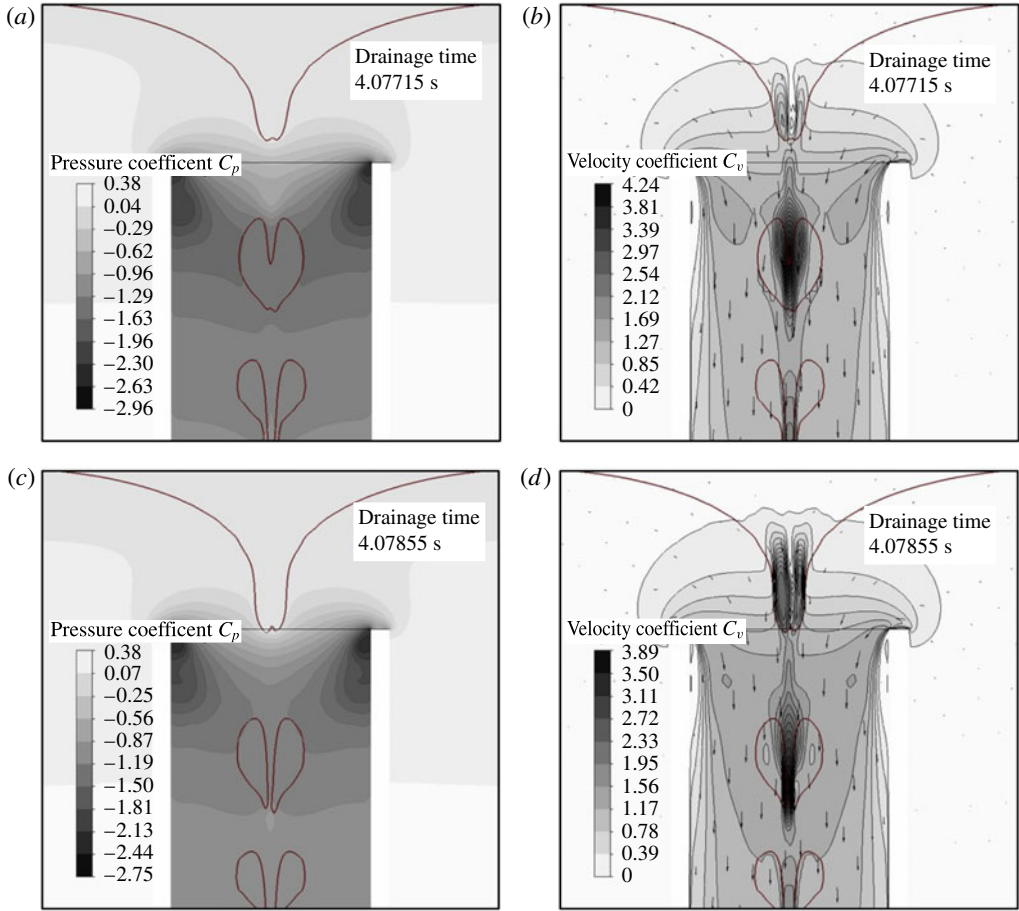 (a)
Drainage time
4.07715 s
Pressure coefficent Cp
0.38
0.04
−0.29
−0.62
−0.96
−1.29
−1.63
−1.96
−2.30
−2.63
−2.96
(b)
Drainage time
4.07715 s
Velocity coefficient Cv
4.24
3.81
3.39
2.97
2.54
2.12
1.69
1.27
0.85
0.42
0
(c)
Drainage time
4.07855 s
Pressure coefficent Cp
0.38
0.07
−0.25
−0.56
−0.87
−1.19
−1.50
−1.81
−2.13
−2.44
−2.75
(d)
Drainage time
4.07855 s
Velocity coefficient Cv
3.89
3.50
3.11
2.72
2.33
1.95
1.56
1.17
0.78
0.39
0